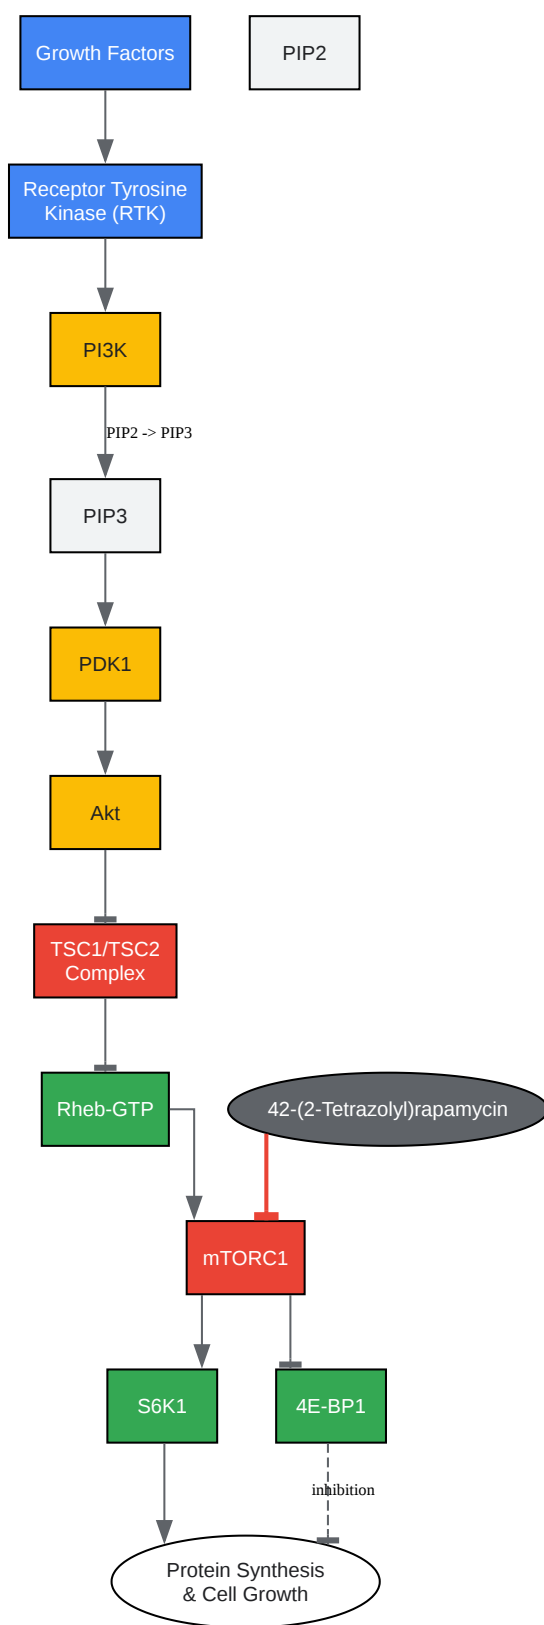 Growth Factors
PIP2
Receptor Tyrosine
Kinase (RTK)
PI3K
PIP2 -> PIP3
PIP3
PDK1
Akt
TSC1/TSC2
Complex
Rheb-GTP
42-(2-Tetrazolyl)rapamycin
mTORC1
S6K1
4E-BP1
inhibition
Protein Synthesis
& Cell Growth